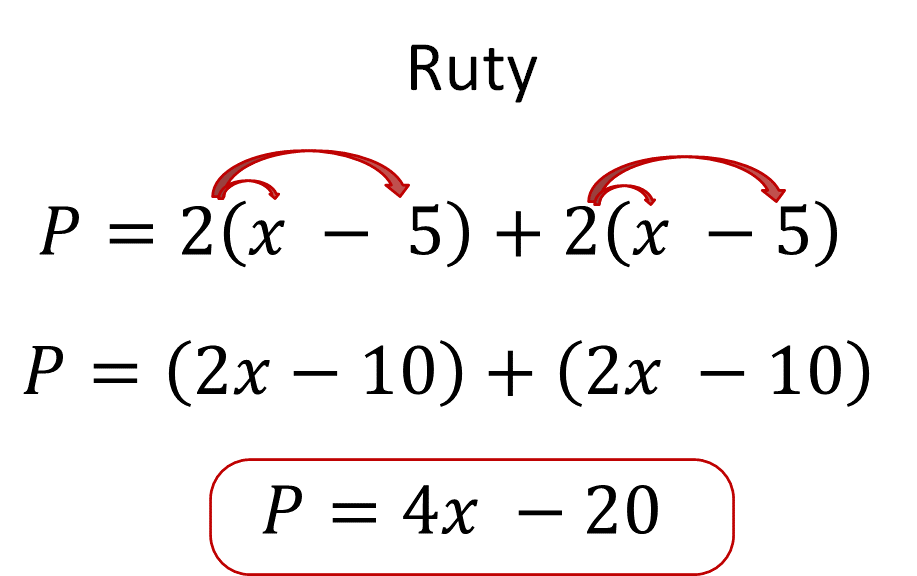 Ruty
𝑃 = 2(𝑥 − 5) + 2(𝑥 − 5)
𝑃 = (2𝑥 − 10) + (2𝑥 − 10)
𝑃 = 4𝑥 − 20